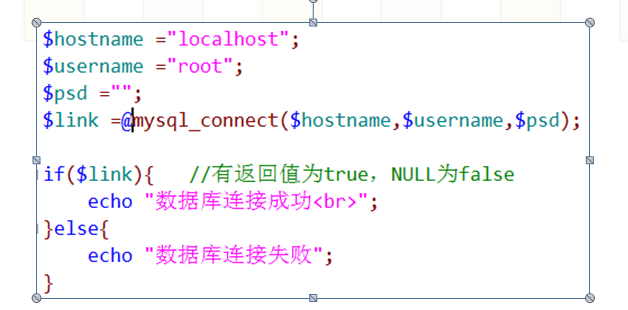 $hostname ="localhost";
$username ="root";
$psd ="";
$link =@mysql_connect($hostname,$username,$psd);
if($link){   //有返回值为true，NULL为false
    echo "数据库连接成功<br>";
}else{
    echo "数据库连接失败";
}